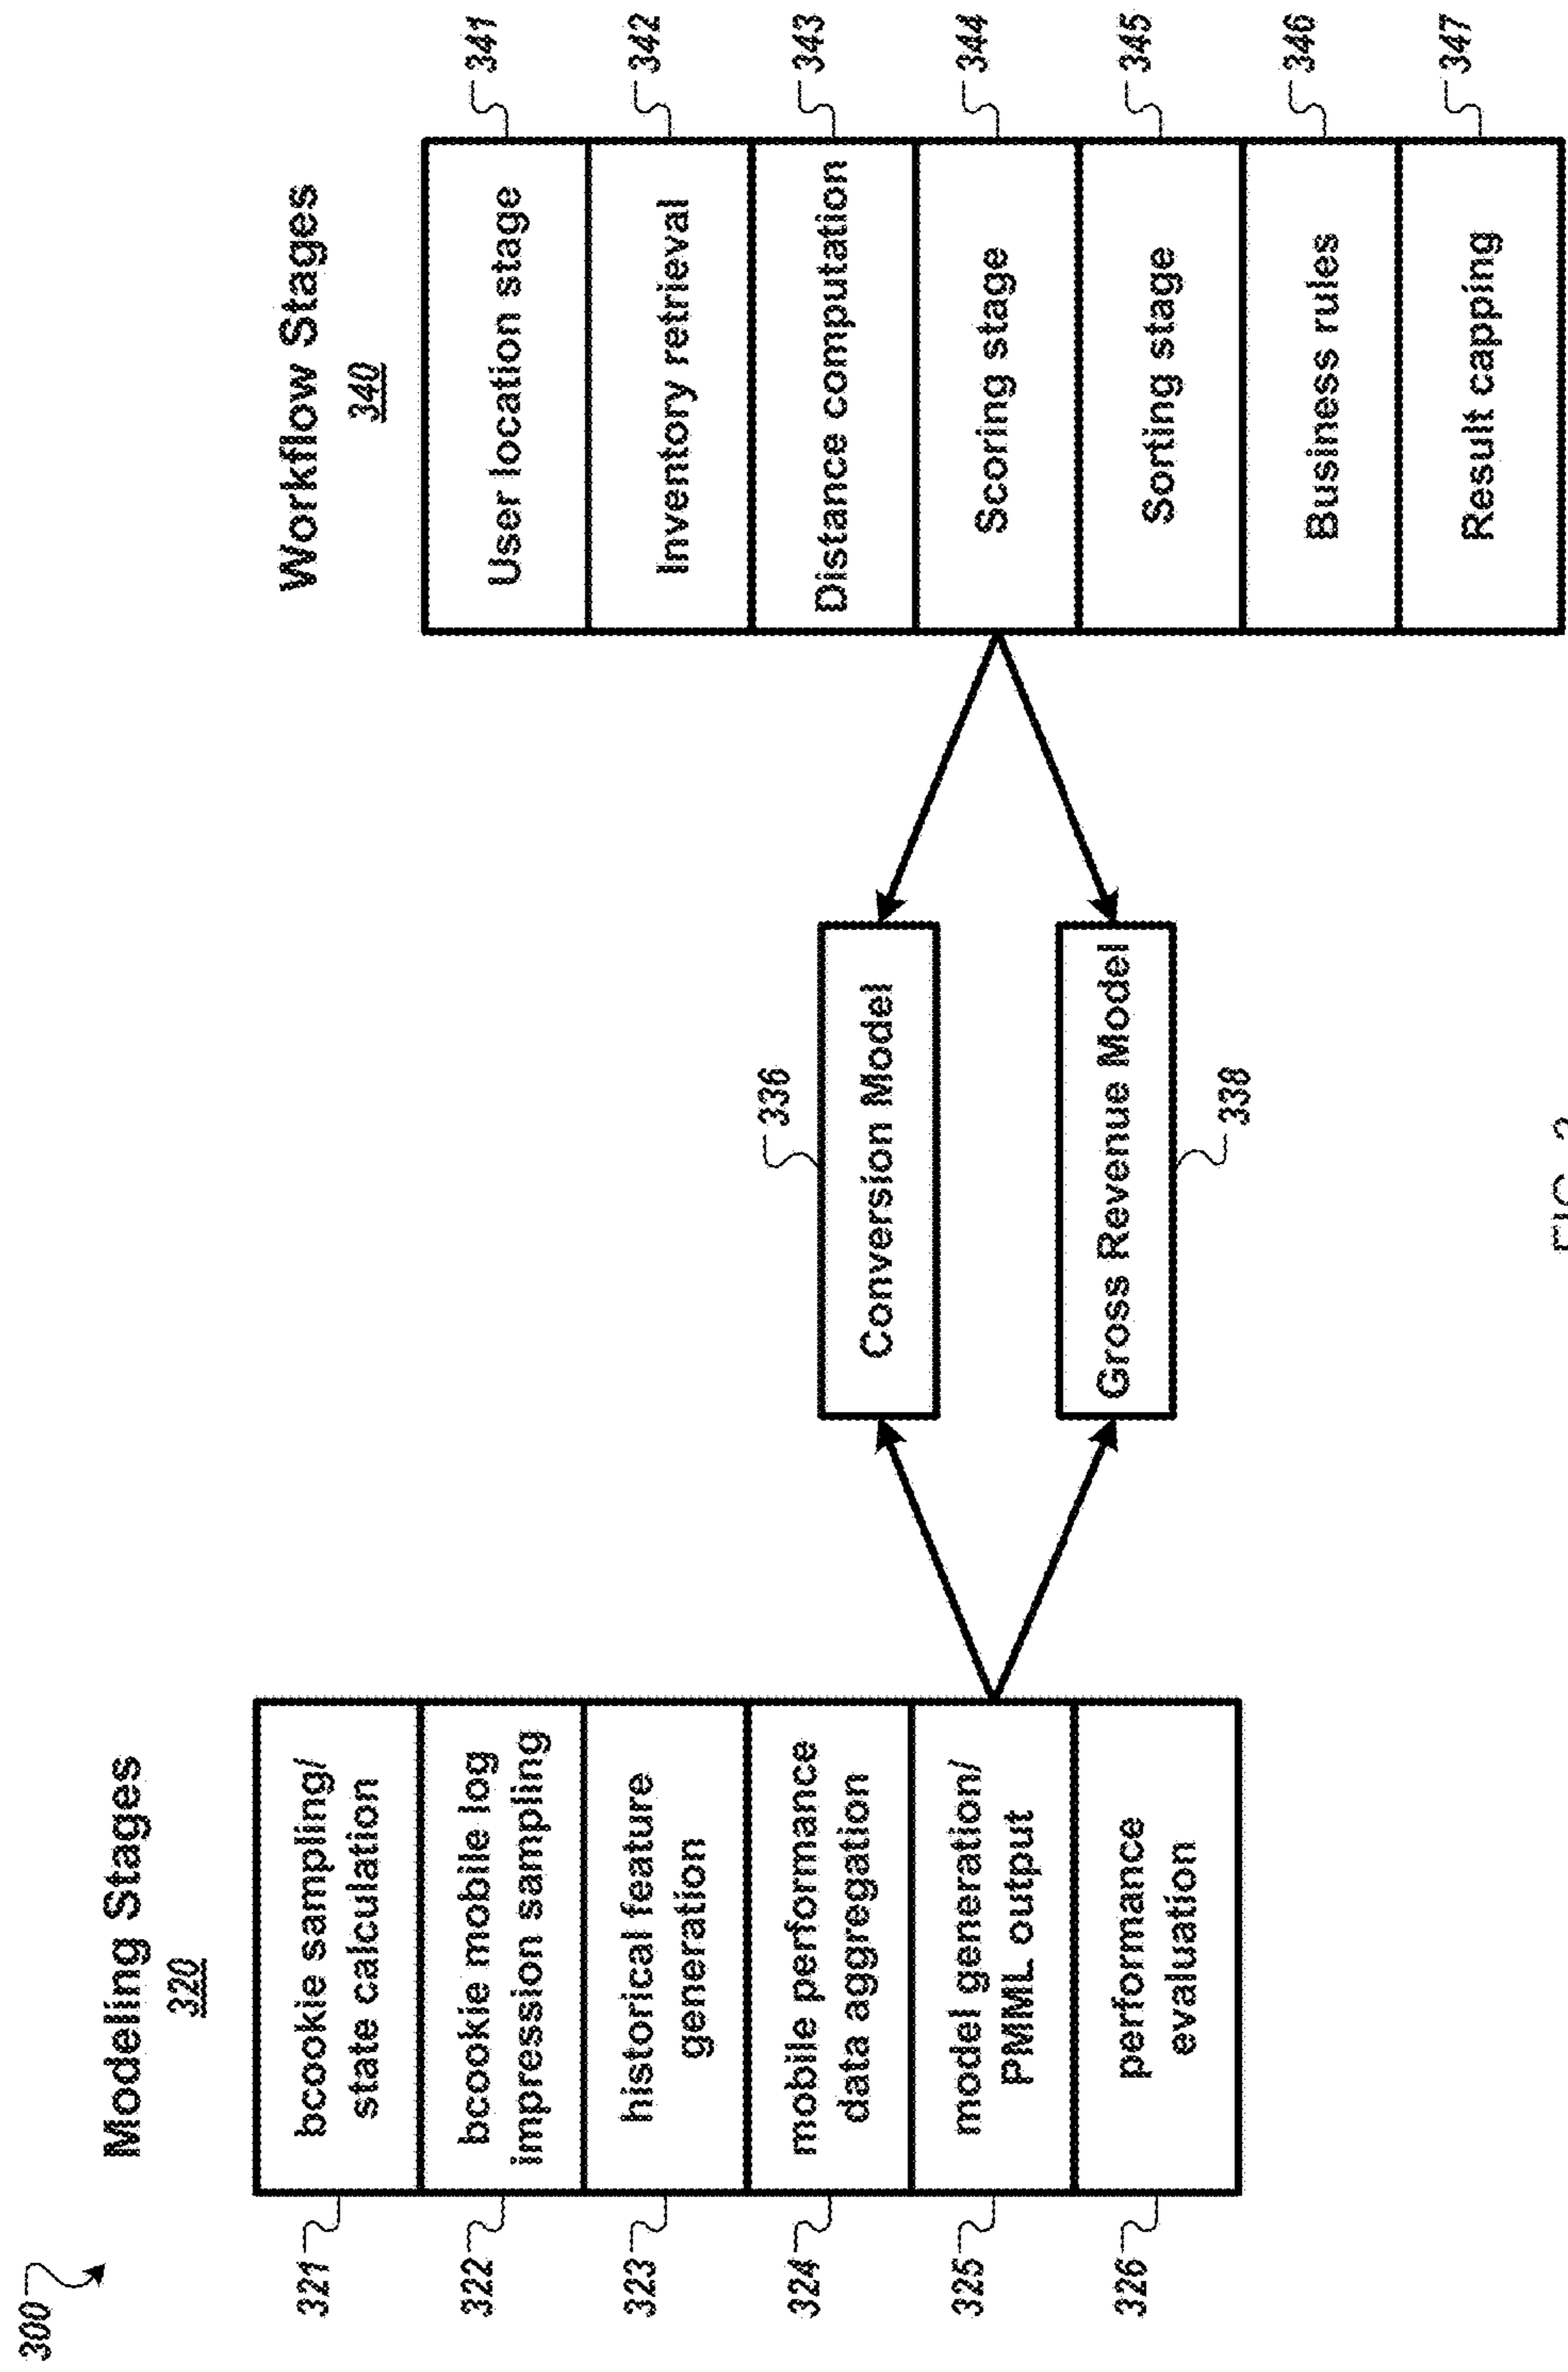 300
Modeling Stages
320
321
bcookie sampling/
state calculation
322
bcookie mobile log
impression sampling
323
historical feature
generation
324
mobile performance
data aggregation
325
model generation/
PMML output
326
performance
evaluation
336
Conversion Model
Gross Revenue Model
338
Workflow Stages
340
User location stage
341
Inventory retrieval
342
Distance computation
343
Scoring stage
344
Sorting stage
345
Business rules
346
Result capping
347
FIG.